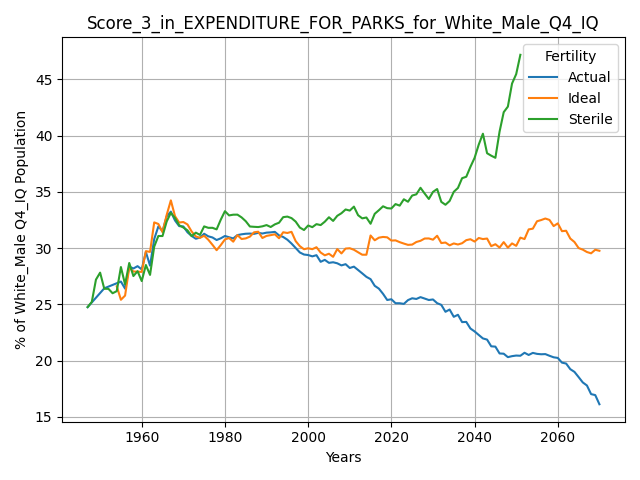 Score_3_in_EXPENDITURE_FOR_PARKS_for_White_Male_Q4_IQ
% of White_Male Q4_IQ Population
45
40
35
30
25
20
15
Fertility
Actual
Ideal
Sterile
1960
1980
2000
2020
2040
2060
Years